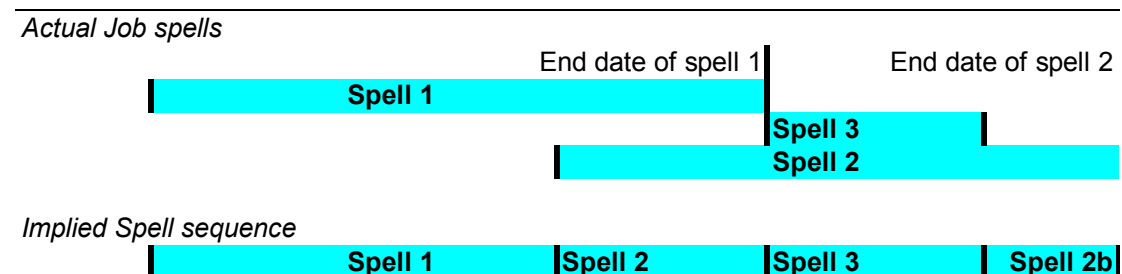 Actual Job spells
End date of spell 1 End date of spell 2
Spell 1
Spell 3
Spell 2
Implied Spell sequence
Spell 1 Spell 2 Spell 3 Spell 2b